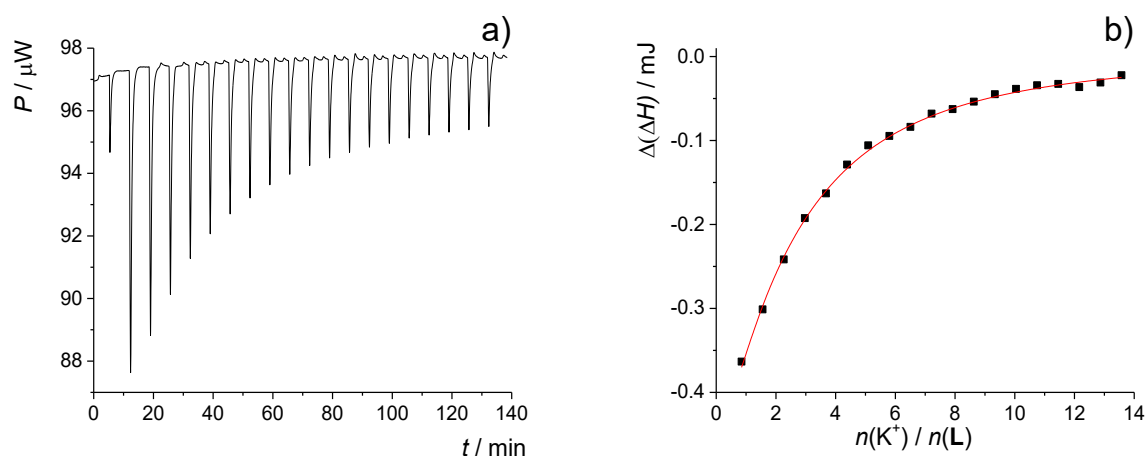 a)
P / μW
98
96
94
92
90
88
0 20 40 60 80 100 120 140
t / min
b)
Δ(ΔH) / mJ
0.0
-0.1
-0.2
-0.3
-0.4
0 2 4 6 8 10 12 14
n(K⁺) / n(L)